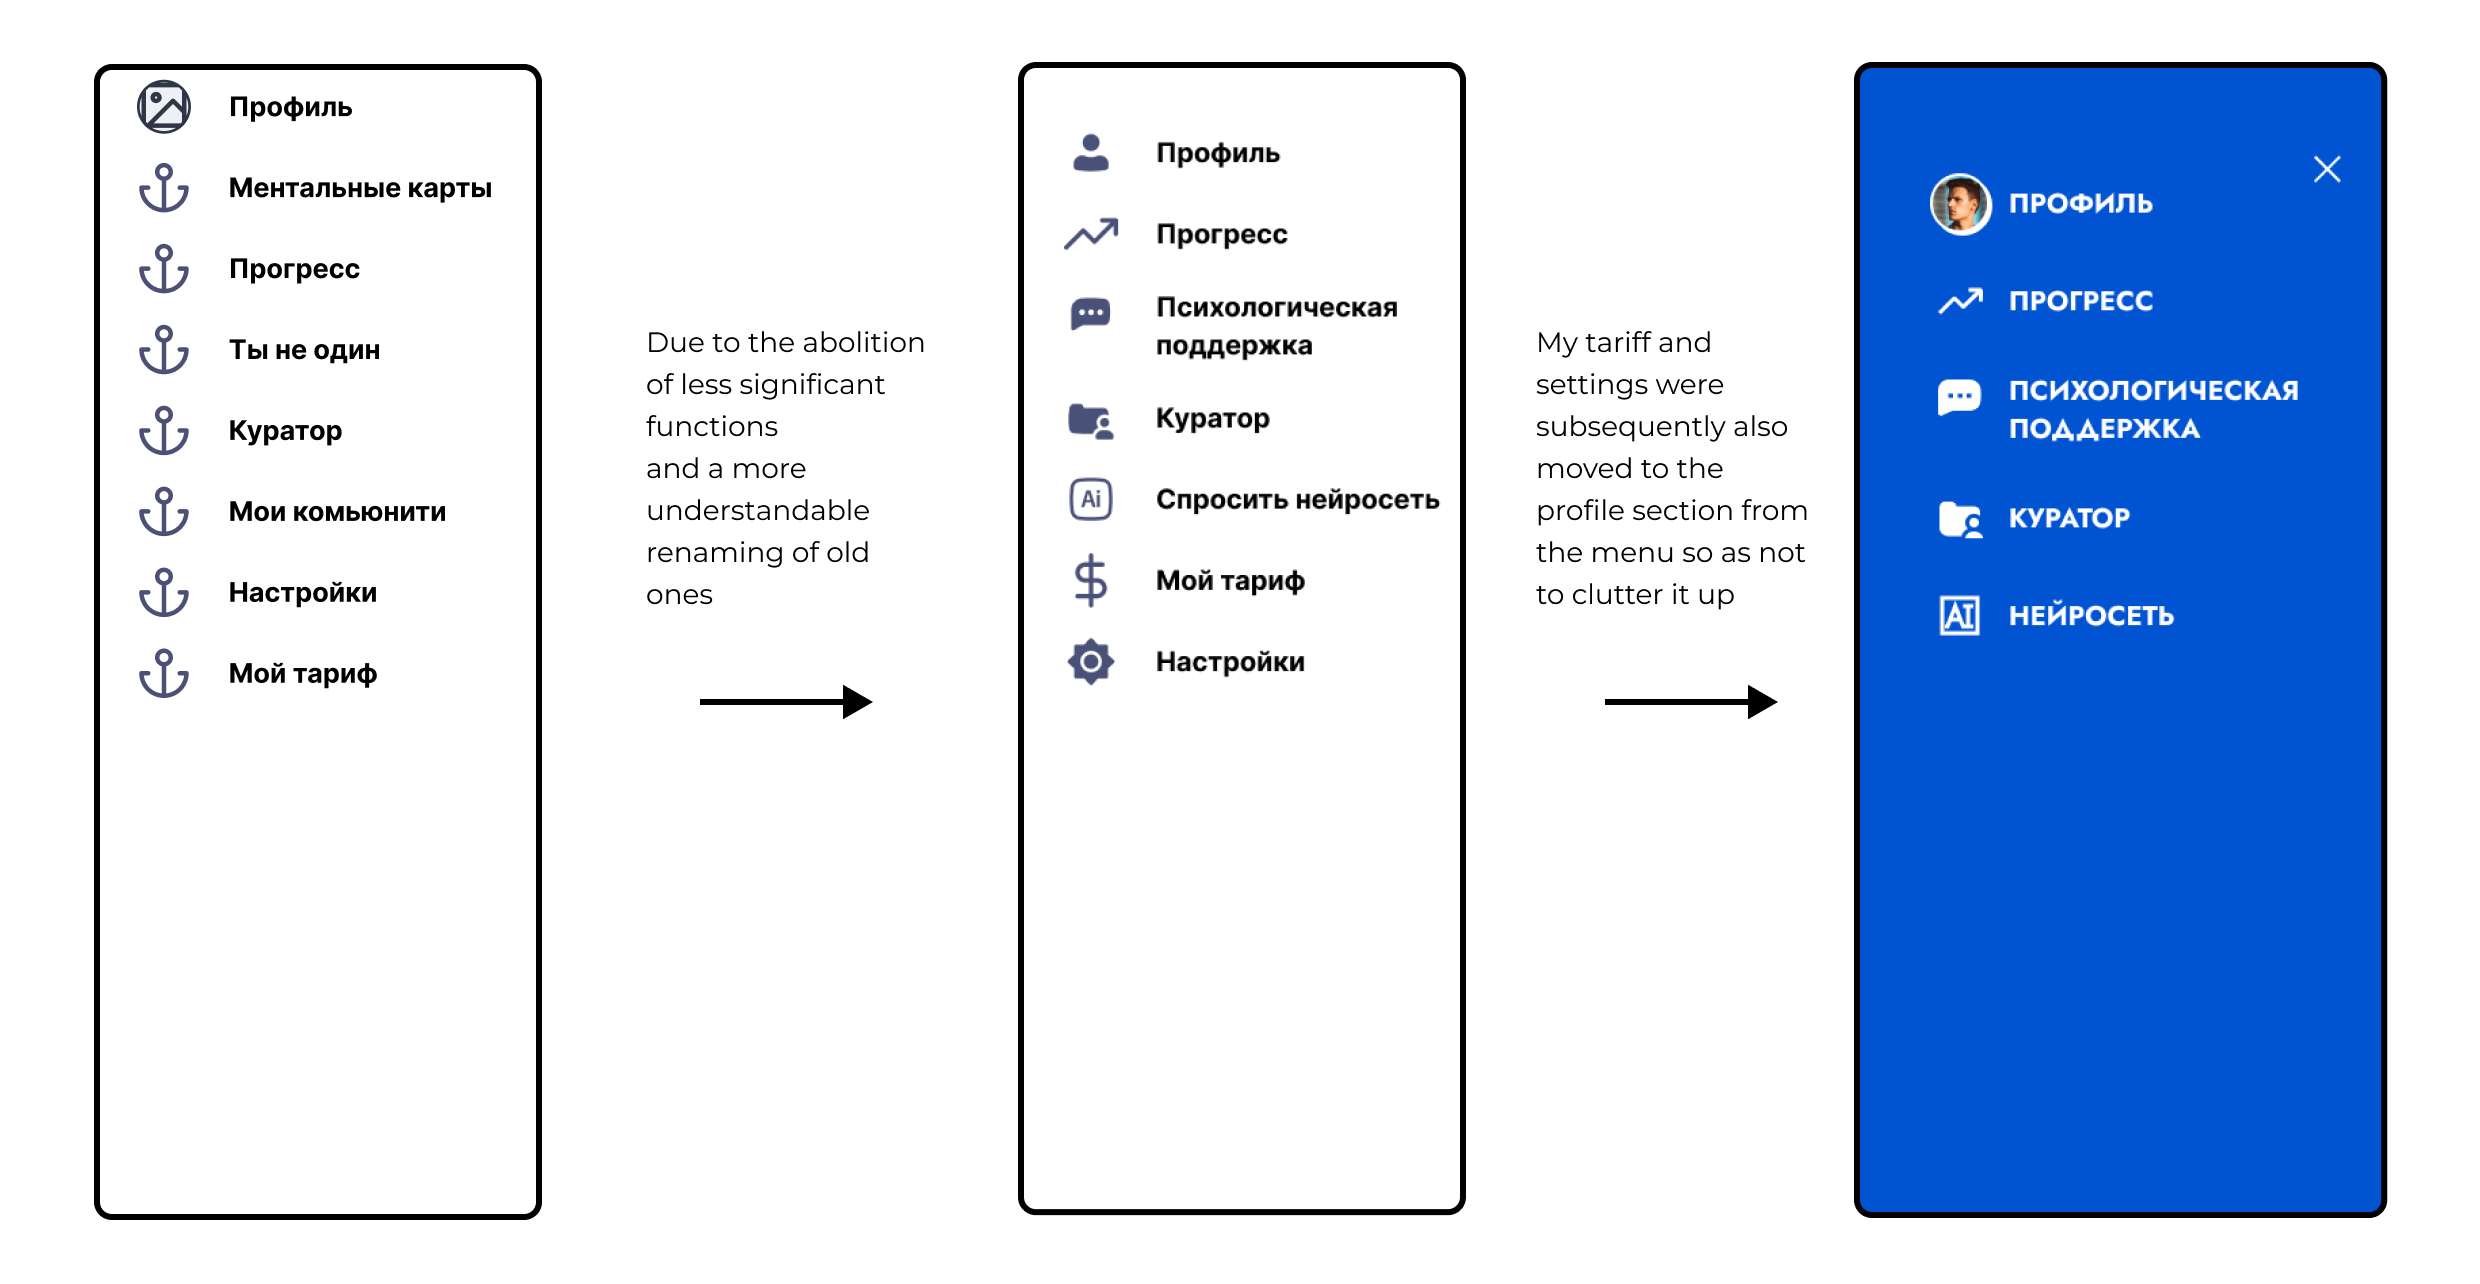 Профиль
Ментальные карты
Прогресс
Ты не один
Куратор
Мои комьюнити
Настройки
Мой тариф
Due to the abolition
of less significant
functions
and a more
understandable
renaming of old
ones
Профиль
Прогресс
Психологическая
поддержка
Куратор
Ai
Спросить нейросеть
Мой тариф
Настройки
My tariff and
settings were
subsequently also
moved to the
profile section from
the menu so as not
to clutter it up
ПРОФИЛЬ
ПРОГРЕСС
ПСИХОЛОГИЧЕСКАЯ
ПОДДЕРЖКА
КУРАТОР
AI
НЕЙРОСЕТЬ